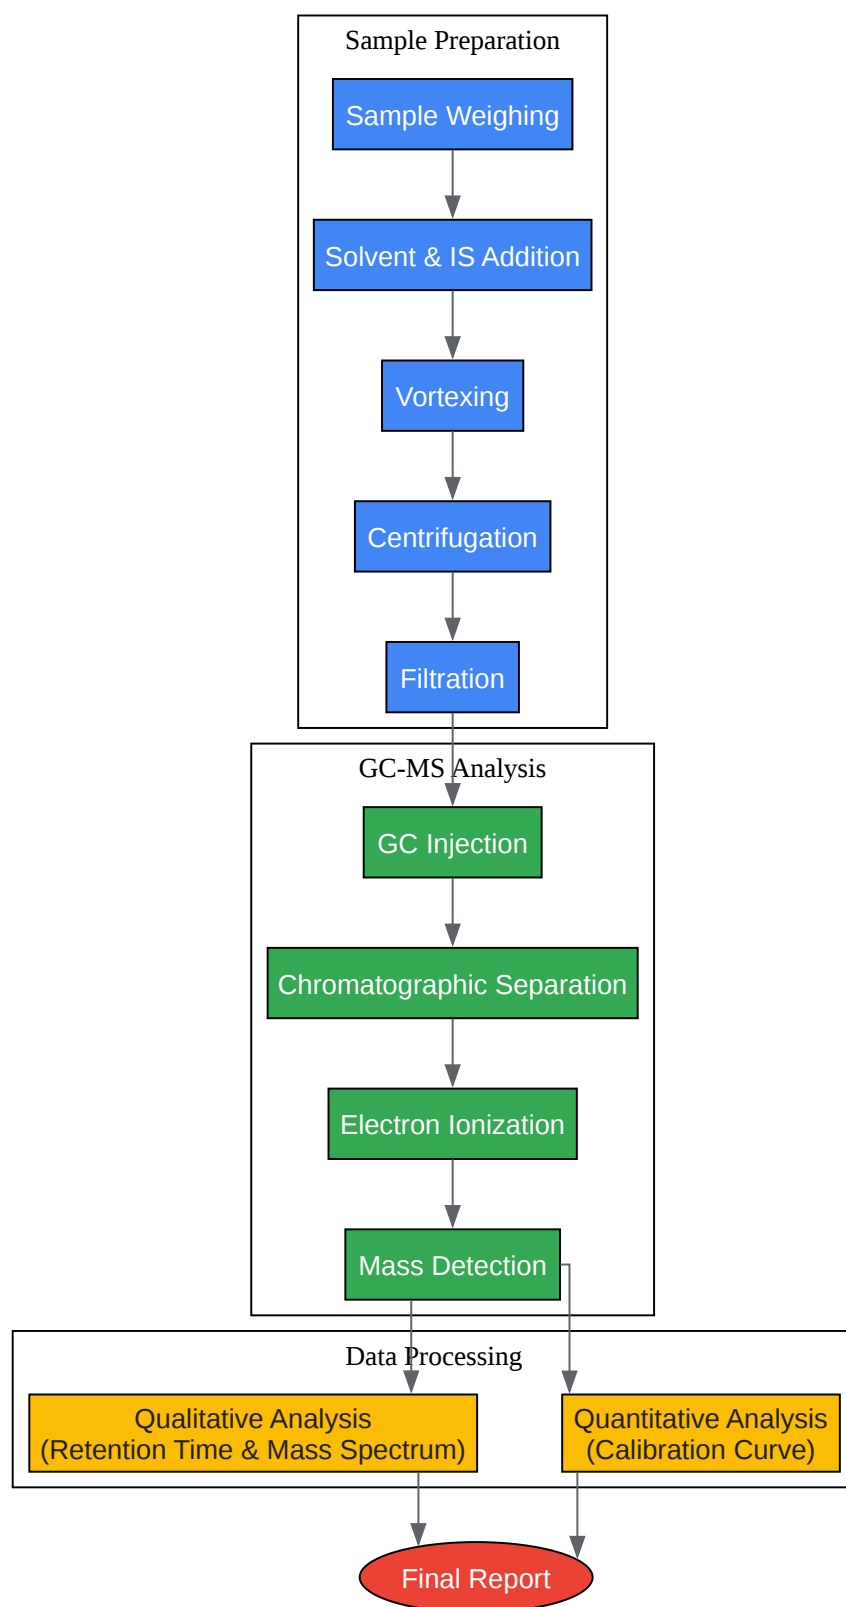 Sample Preparation
Sample Weighing
Solvent & IS Addition
Vortexing
Centrifugation
Filtration
GC-MS Analysis
GC Injection
Chromatographic Separation
Electron Ionization
Mass Detection
Data Processing
Qualitative Analysis
(Retention Time & Mass Spectrum)
Quantitative Analysis
(Calibration Curve)
Final Report